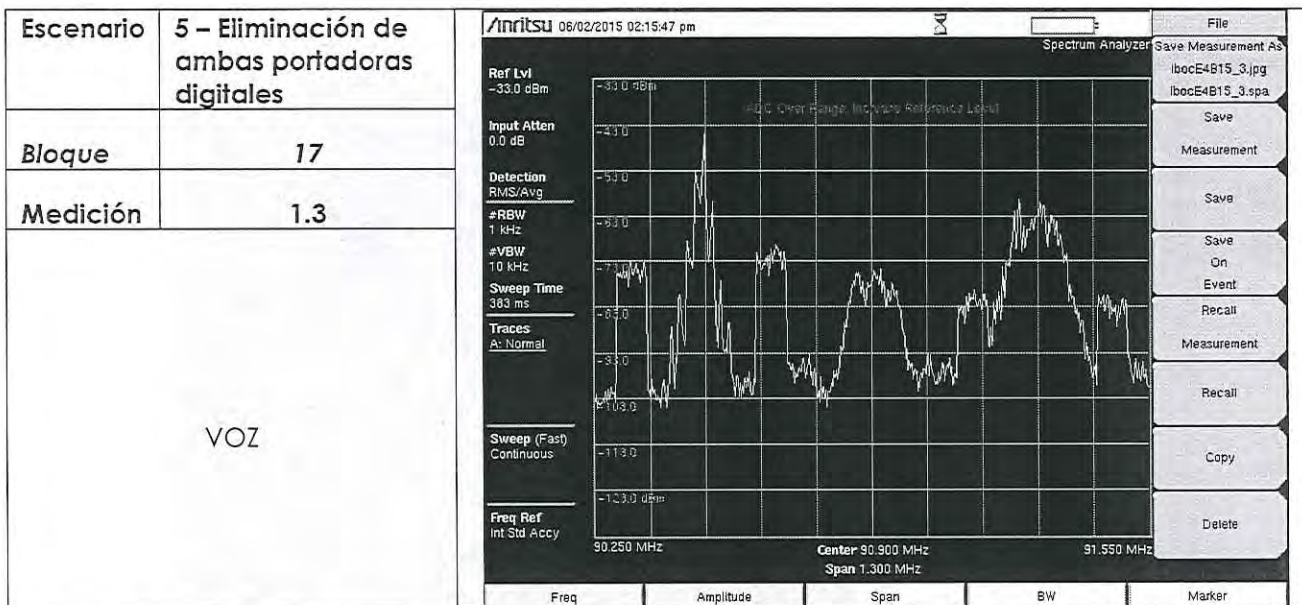 Escenario
5 – Eliminación de
ambas portadoras
digitales
Bloque
17
Medición
1.3
VOZ
Anritsu 06/02/2015 02:15:47 pm
Spectrum Analyzer
Ref Lvl
-33.0 dBm
Input Atten
0.0 dB
Detection
RMS/Avg
#RBW
1 kHz
#VBW
10 kHz
Sweep Time
383 ms
Traces
A: Normal
Sweep (Fast)
Continuous
Freq Ref
Int Std Accy
-33.0 dBm
ADC Over Range, Increase Reference Level
-43.0
-53.0
-63.0
-73.0
-83.0
-93.0
-103.0
-113.0
-123.0 dBm
90.250 MHz
Center 90.900 MHz
91.550 MHz
Span 1.300 MHz
File
Save Measurement As
IbocE4B15_3.jpg
IbocE4B15_3.spa
Save
Measurement
Save
Save
On
Event
Recall
Measurement
Recall
Copy
Delete
Freq
Amplitude
Span
BW
Marker